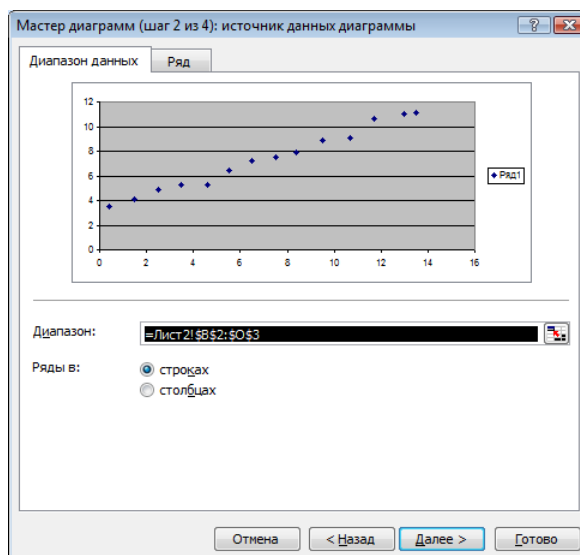 Мастер диаграмм (шаг 2 из 4): источник данных диаграммы
Диапазон данных Ряд
12
10
8
6
4
2
0
Ряд1
0 2 4 6 8 10 12 14 16
Диапазон: =Лист2!$B$2:$O$3
Ряды в: строках
столбцах
Отмена < Назад Далее > Готово